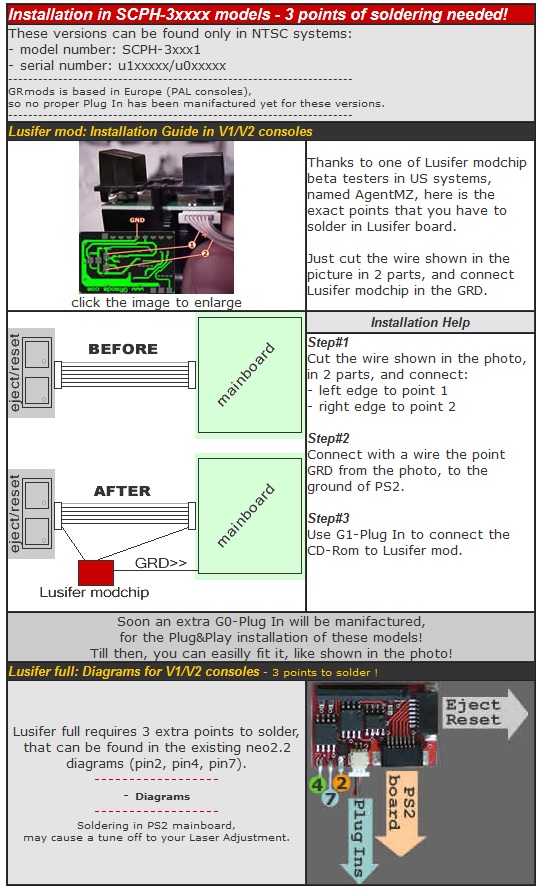 Installation in SCPH-3xxxx models - 3 points of soldering needed!
These versions can be found only in NTSC systems:
- model number: SCPH-3xxx1
- serial number: u1xxxxx/u0xxxxx
GRmods is based in Europe (PAL consoles),
so no proper Plug In has been manifactured yet for these versions.
Lusifer mod: Installation Guide in V1/V2 consoles
GND
1
2
click the image to enlarge
Thanks to one of Lusifer modchip
beta testers in US systems,
named AgentMZ, here is the
exact points that you have to
solder in Lusifer board.
Just cut the wire shown in the
picture in 2 parts, and connect
Lusifer modchip in the GRD.
eject/reset
BEFORE
mainboard
eject/reset
AFTER
mainboard
GRD>>
Lusifer modchip
Installation Help
Step#1
Cut the wire shown in the photo,
in 2 parts, and connect:
- left edge to point 1
- right edge to point 2
Step#2
Connect with a wire the point
GRD from the photo, to the
ground of PS2.
Step#3
Use G1-Plug In to connect the
CD-Rom to Lusifer mod.
Soon an extra G0-Plug In will be manifactured,
for the Plug&Play installation of these models!
Till then, you can easilly fit it, like shown in the photo!
Lusifer full: Diagrams for V1/V2 consoles - 3 points to solder !
Lusifer full requires 3 extra points to solder,
that can be found in the existing neo2.2
diagrams (pin2, pin4, pin7).
- Diagrams
Soldering in PS2 mainboard,
may cause a tune off to your Laser Adjustment.
Eject
Reset
4
7
2
Plug Ins
PS2
board